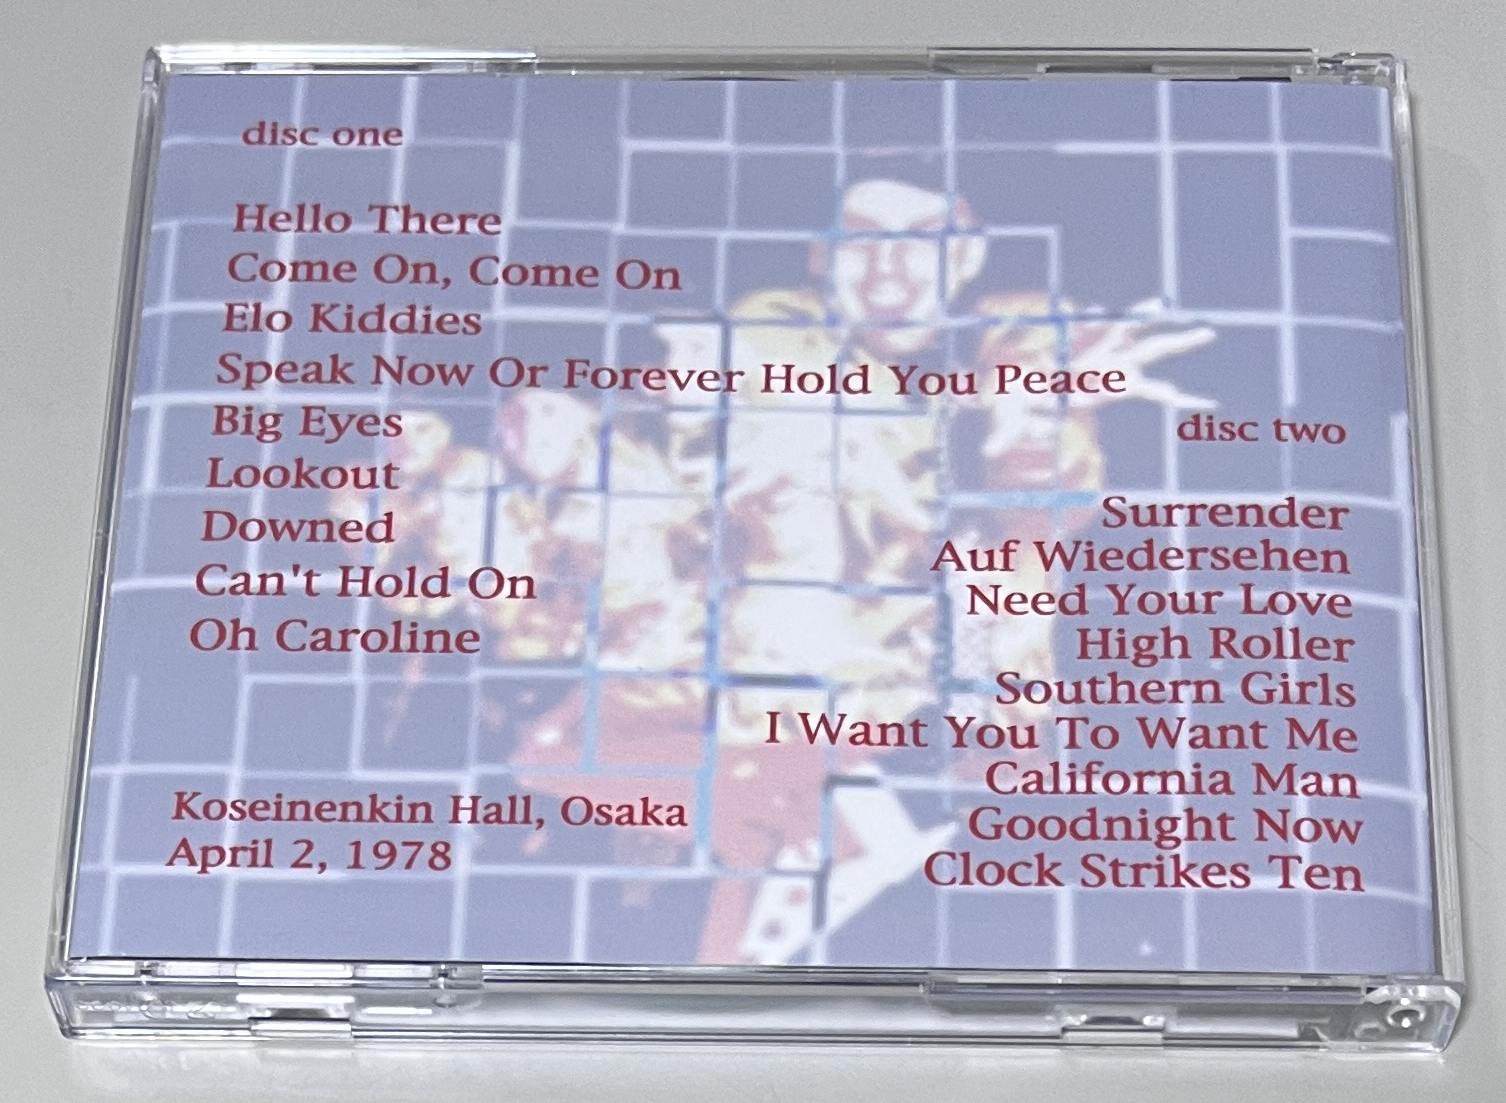 disc one
Hello There
Come On, Come On
Elo Kiddies
Speak Now Or Forever Hold You Peace
Big Eyes
Lookout
Downed
Can't Hold On
Oh Caroline
Koseinenkin Hall, Osaka
April 2, 1978
disc two
Surrender
Auf Wiedersehen
Need Your Love
High Roller
Southern Girls
I Want You To Want Me
California Man
Goodnight Now
Clock Strikes Ten